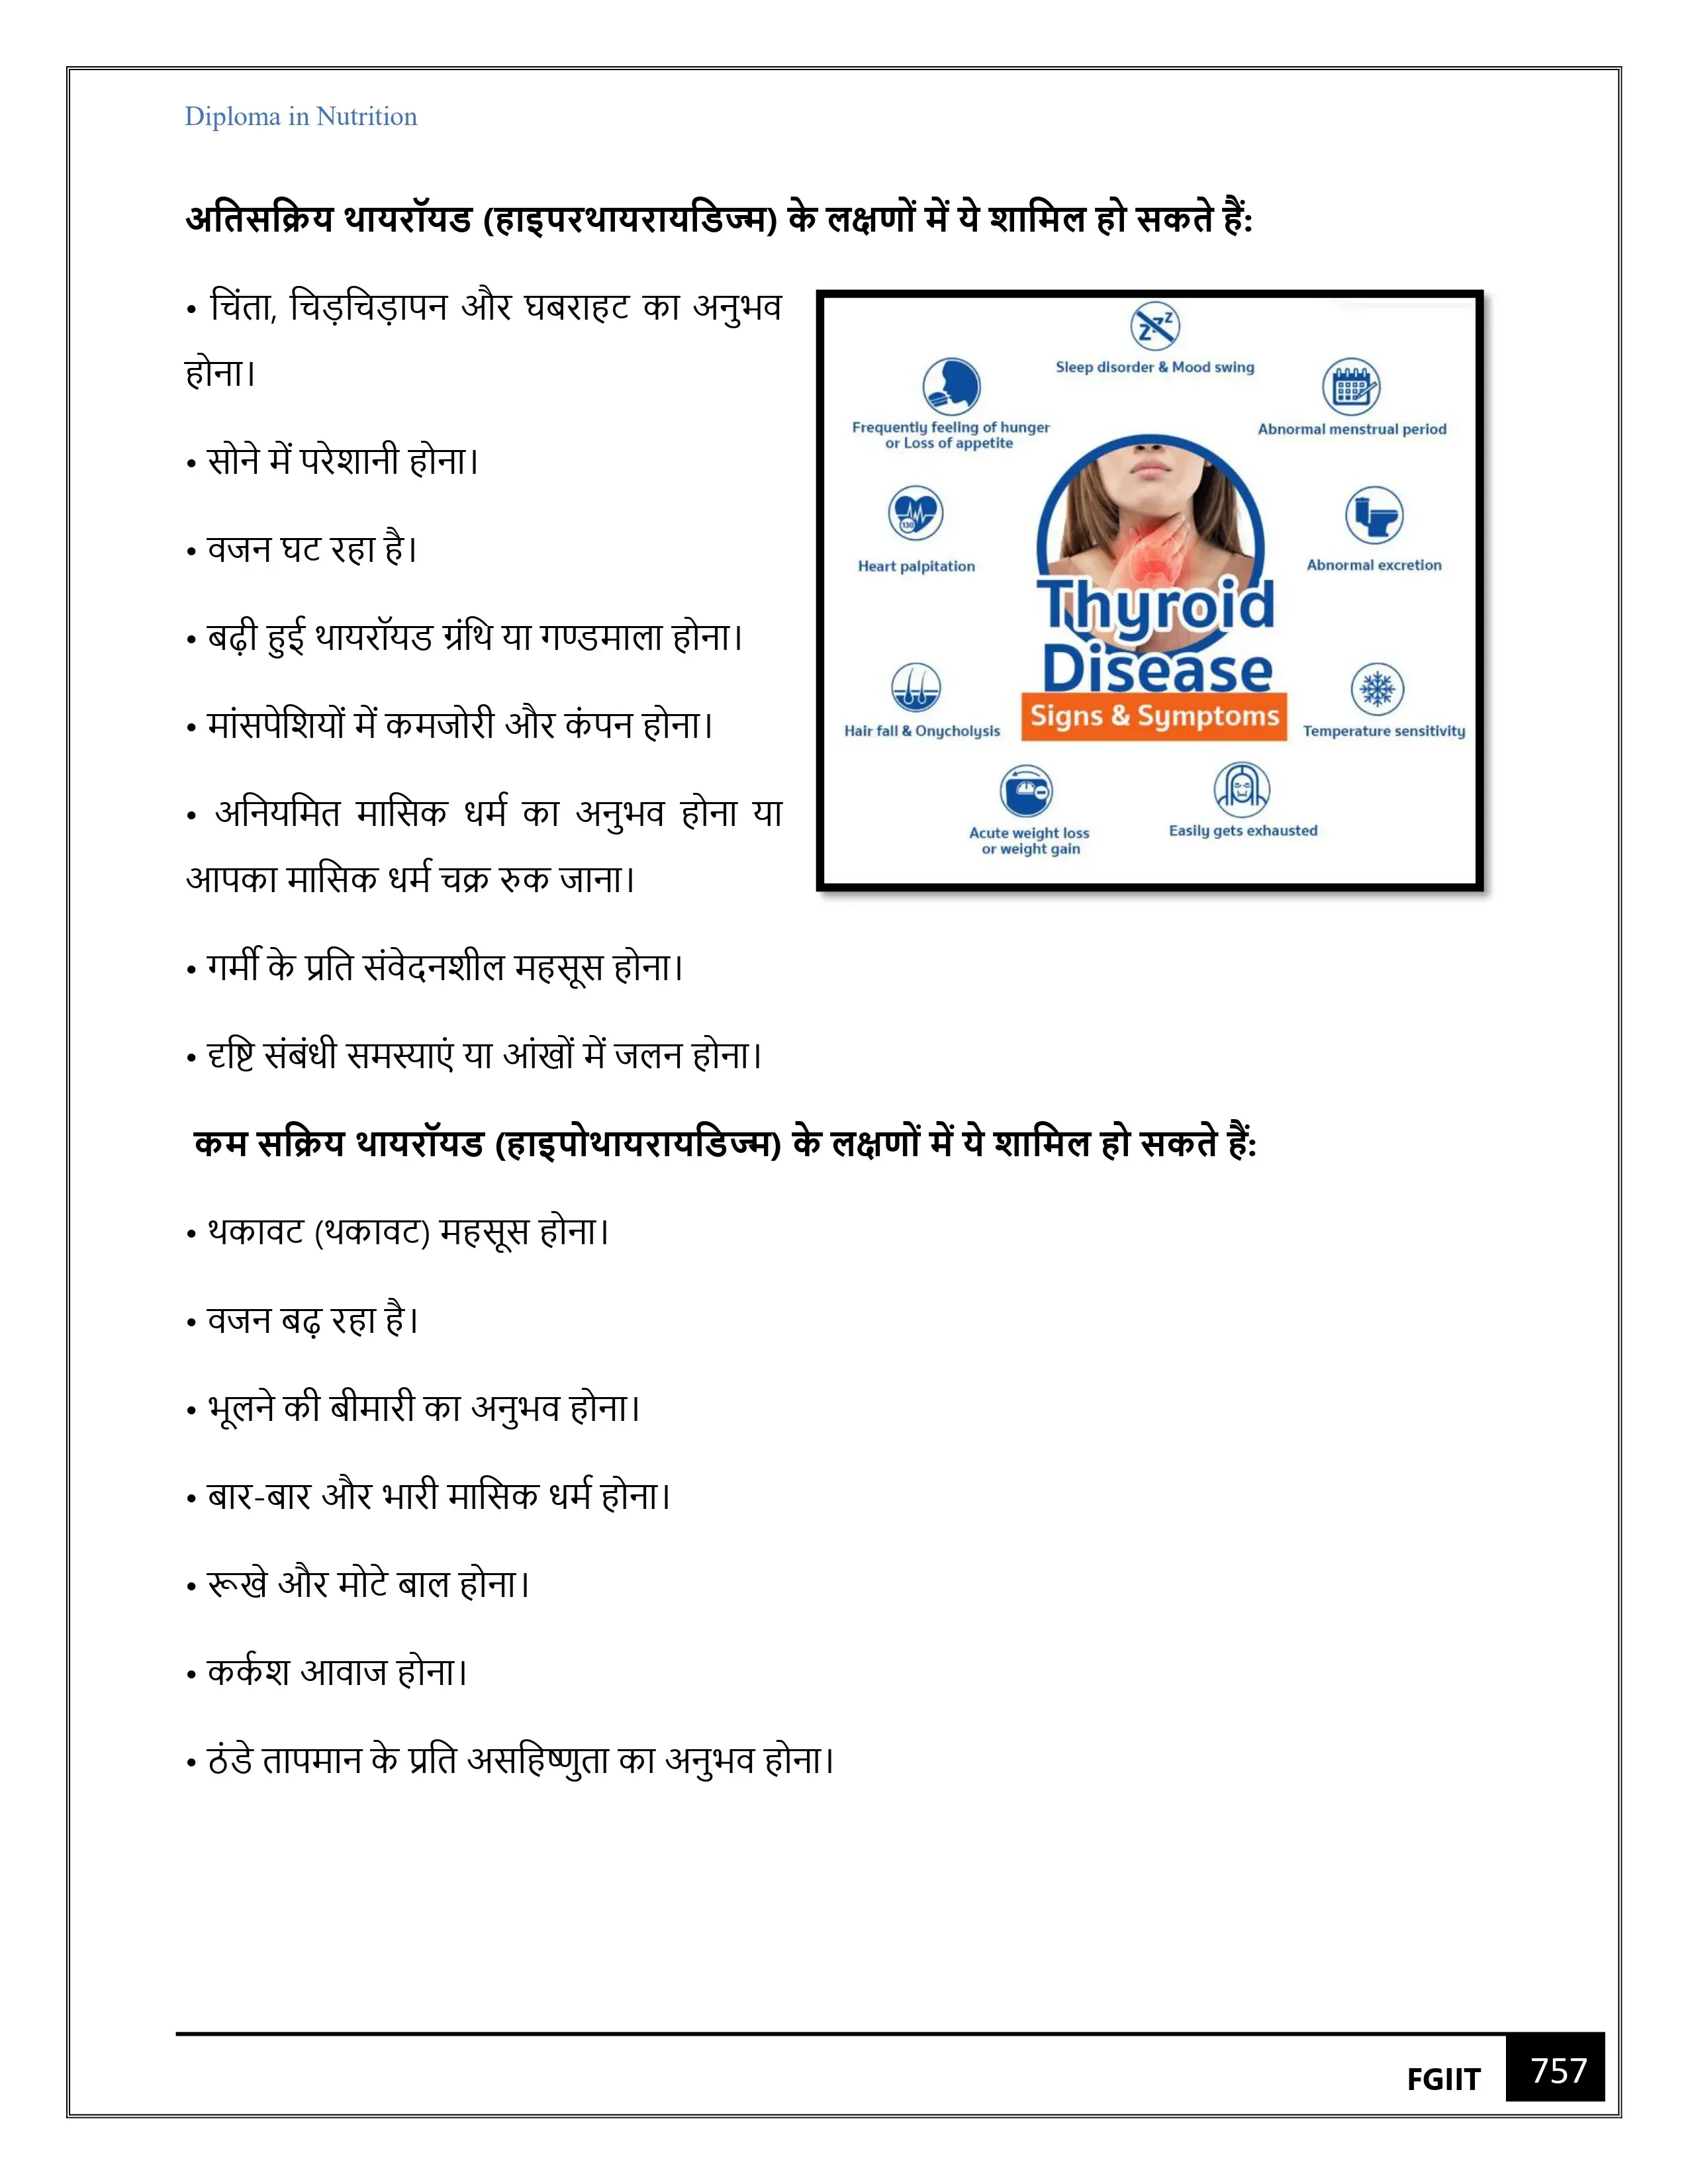 Diploma in Nutrition
अतिसक्रिय थायरॉयड (हाइपरथायरायडिज्म) के लक्षणों में ये शामिल हो सकते हैं:
• चिंता, चिड़चिड़ापन और घबराहट का अनुभव
होना।
• सोने में परेशानी होना।
• वजन घट रहा है।
• बढ़ी हुई थायरॉयड ग्रंथि या गण्डमाला होना।
• मांसपेशियों में कमजोरी और कंपन होना।
• अनियमित मासिक धर्म का अनुभव होना या
आपका मासिक धर्म चक्र रुक जाना।
• गर्मी के प्रति संवेदनशील महसूस होना।
• दृष्टि संबंधी समस्याएं या आंखों में जलन होना।
Sleep disorder & Mood swing
Frequently feeling of hunger
or Loss of appetite
Abnormal menstrual period
130
Heart palpitation
Abnormal excretion
Thyroid
Disease
Signs & Symptoms
Hair fall & Onycholysis
Temperature sensitivity
Acute weight loss
or weight gain
Easily gets exhausted
कम सक्रिय थायरॉयड (हाइपोथायरायडिज्म) के लक्षणों में ये शामिल हो सकते हैं:
• थकावट (थकावट) महसूस होना।
• वजन बढ़ रहा है।
• भूलने की बीमारी का अनुभव होना।
• बार-बार और भारी मासिक धर्म होना।
• रूखे और मोटे बाल होना।
• कर्कश आवाज होना।
• ठंडे तापमान के प्रति असहिष्णुता का अनुभव होना।
FGIIT
757